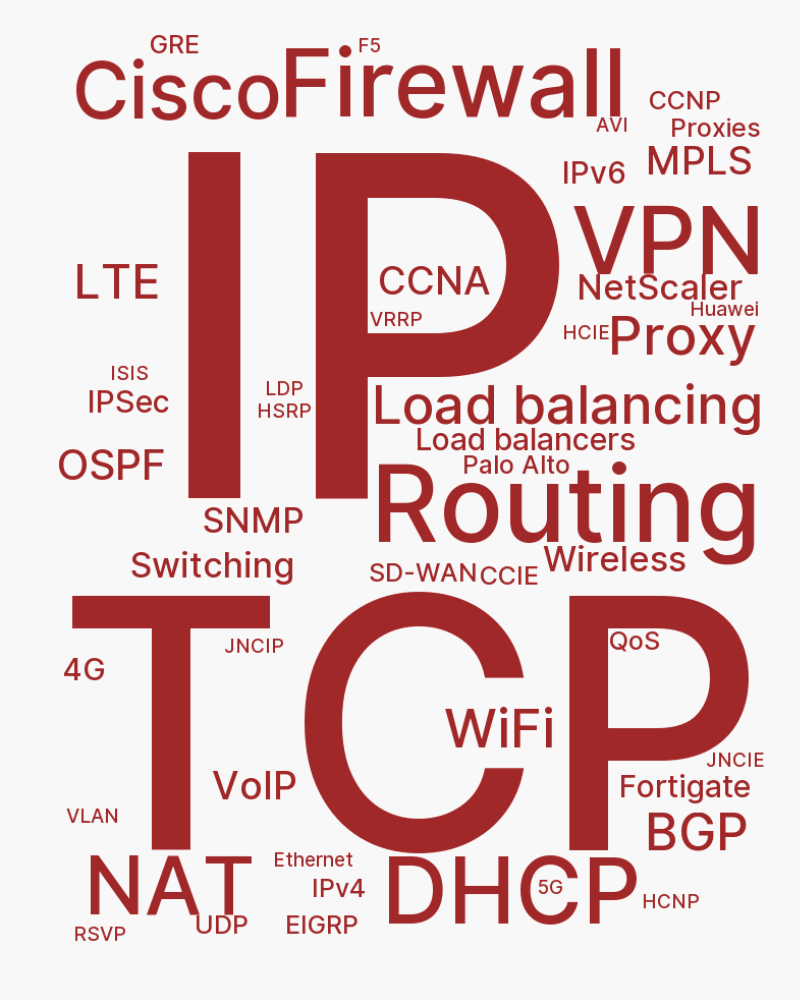 GRE
F5
Cisco
Firewall
CCNP
AVI
Proxies
MPLS
IPv6
IP
VPN
LTE
CCNA
NetScaler
Huawei
VRRP
HCIE
Proxy
ISIS
LDP
IPSec
HSRP
Load balancing
Load balancers
OSPF
Palo Alto
Routing
SNMP
Switching
Wireless
SD-WAN
CCIE
TCP
JNCIP
QoS
4G
WiFi
VoIP
JNCIE
Fortigate
VLAN
BGP
NAT
Ethernet
DHCP
IPv4
5G
HCNP
UDP
EIGRP
RSVP